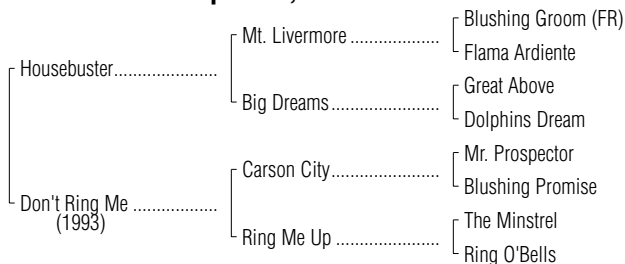 Blushing Groom (FR)
Mt. Livermore
Flama Ardiente
Housebuster
Great Above
Big Dreams
Dolphins Dream
Mr. Prospector
Carson City
Blushing Promise
Don't Ring Me
(1993)
The Minstrel
Ring Me Up
Ring O'Bells